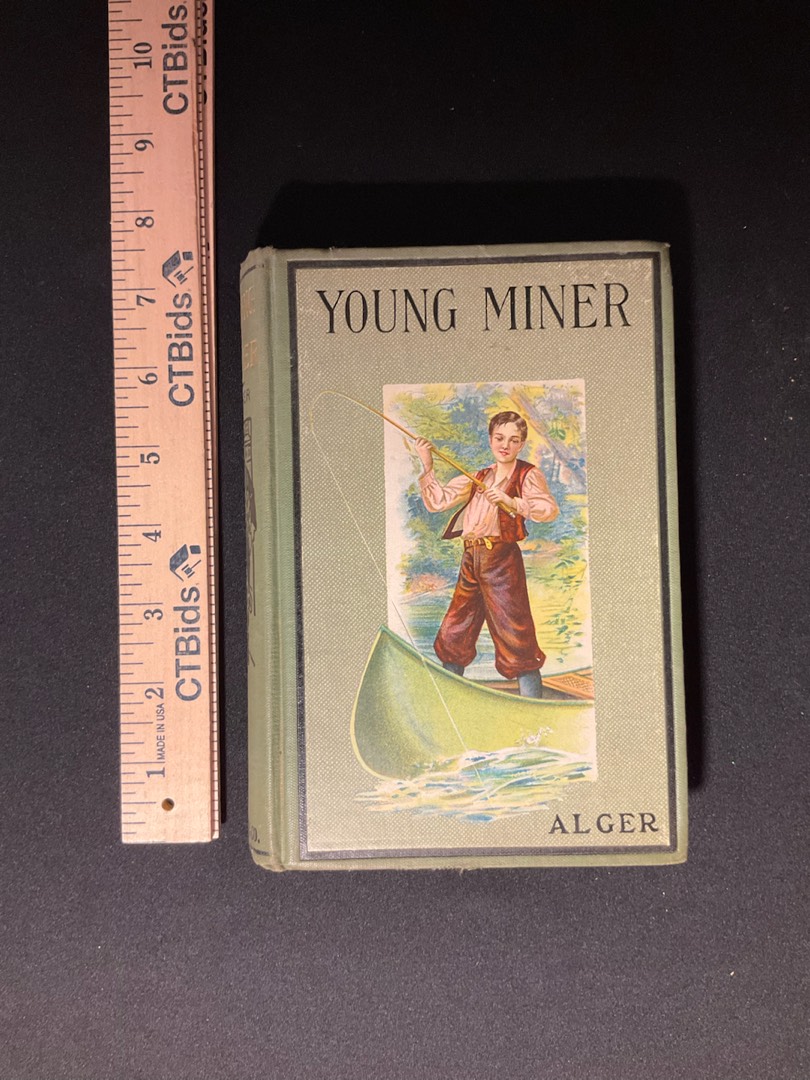 YOUNG MINER
ALGER
10
9
8
7
6
5
4
3
2
1
MADE IN USA
CTBids
CTBids
CTBids